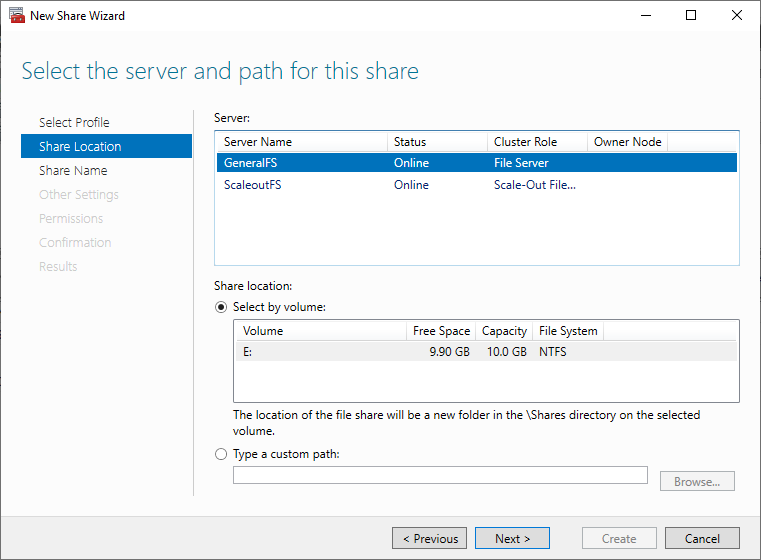 New Share Wizard
Select the server and path for this share
Select Profile
Share Location
Share Name
Other Settings
Permissions
Confirmation
Results
Server:
Server Name Status Cluster Role Owner Node
GeneralFS Online File Server
ScaleoutFS Online Scale-Out File...
Share location:
Select by volume:
Volume Free Space Capacity File System
E: 9.90 GB 10.0 GB NTFS
The location of the file share will be a new folder in the \Shares directory on the selected
volume.
Type a custom path:
Browse...
< Previous Next > Create Cancel